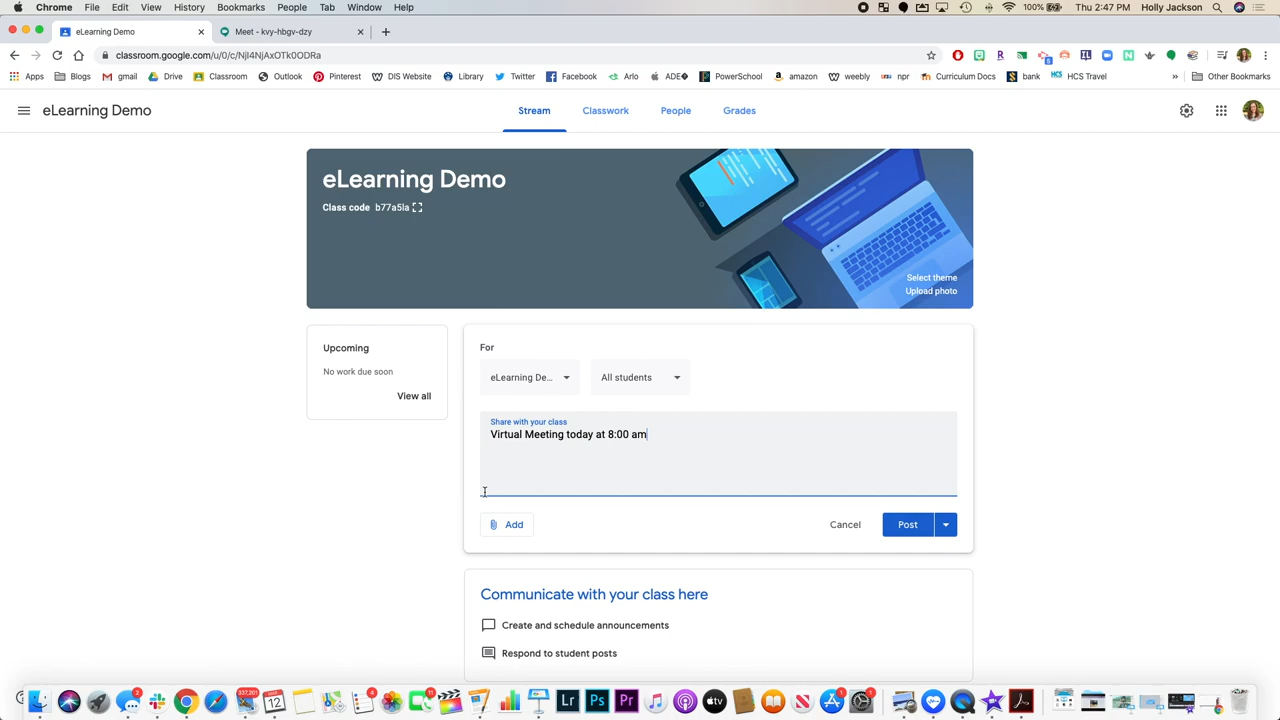 Chrome File Edit View History Bookmarks People Tab Window Help 100% Thu 2:47 PM Holly Jackson
eLearning Demo Meet - kvy-hbgv-dzy
classroom.google.com/u/0/c/NjI4NjAxOTk0ODRa
Apps Blogs gmail Drive Classroom Outlook Pinterest DIS Website Library Twitter Facebook Arlo ADE� PowerSchool amazon weebly npr Curriculum Docs bank HCS Travel » Other Bookmarks
eLearning Demo Stream Classwork People Grades
eLearning Demo
Class code b77a5la
Select theme
Upload photo
Upcoming
No work due soon
View all
For
eLearning De... All students
Share with your class
Virtual Meeting today at 8:00 am
Add Cancel Post
Communicate with your class here
Create and schedule announcements
Respond to student posts